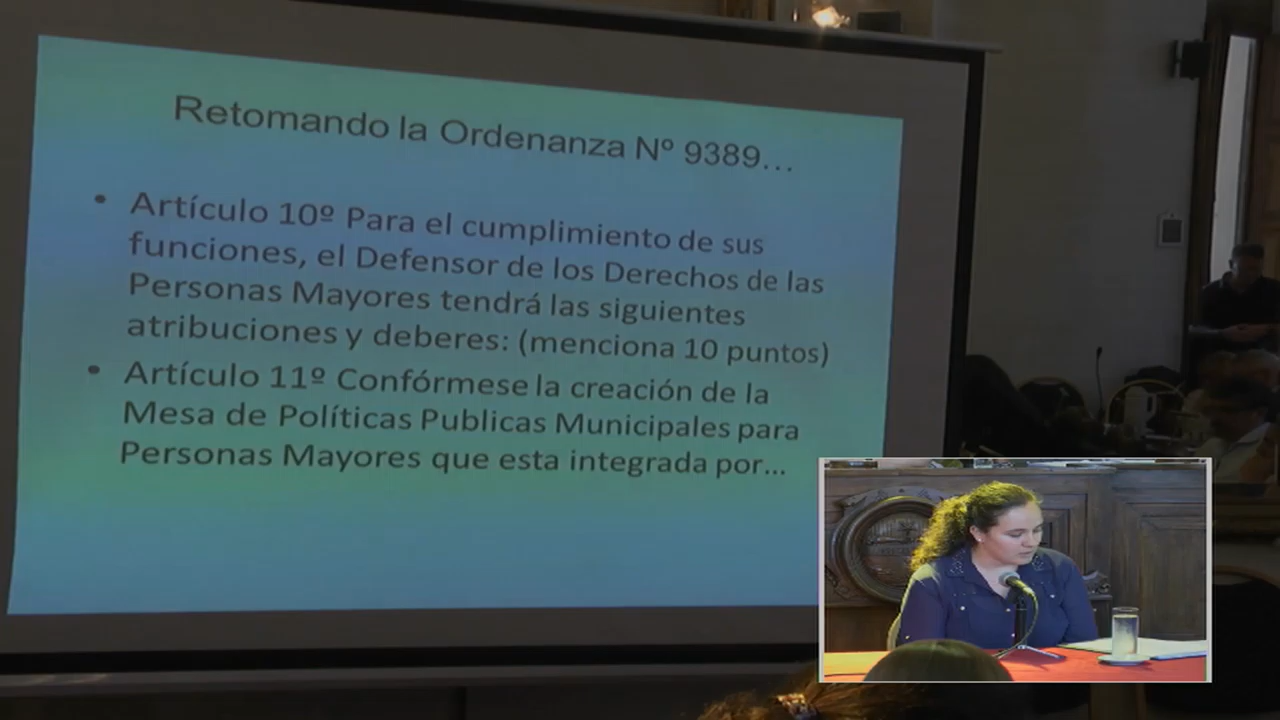 Retomando la Ordenanza Nº 9389...
• Artículo 10º Para el cumplimiento de sus
funciones, el Defensor de los Derechos de las
Personas Mayores tendrá las siguientes
atribuciones y deberes: (menciona 10 puntos)
• Artículo 11º Confórmese la creación de la
Mesa de Políticas Publicas Municipales para
Personas Mayores que esta integrada por...